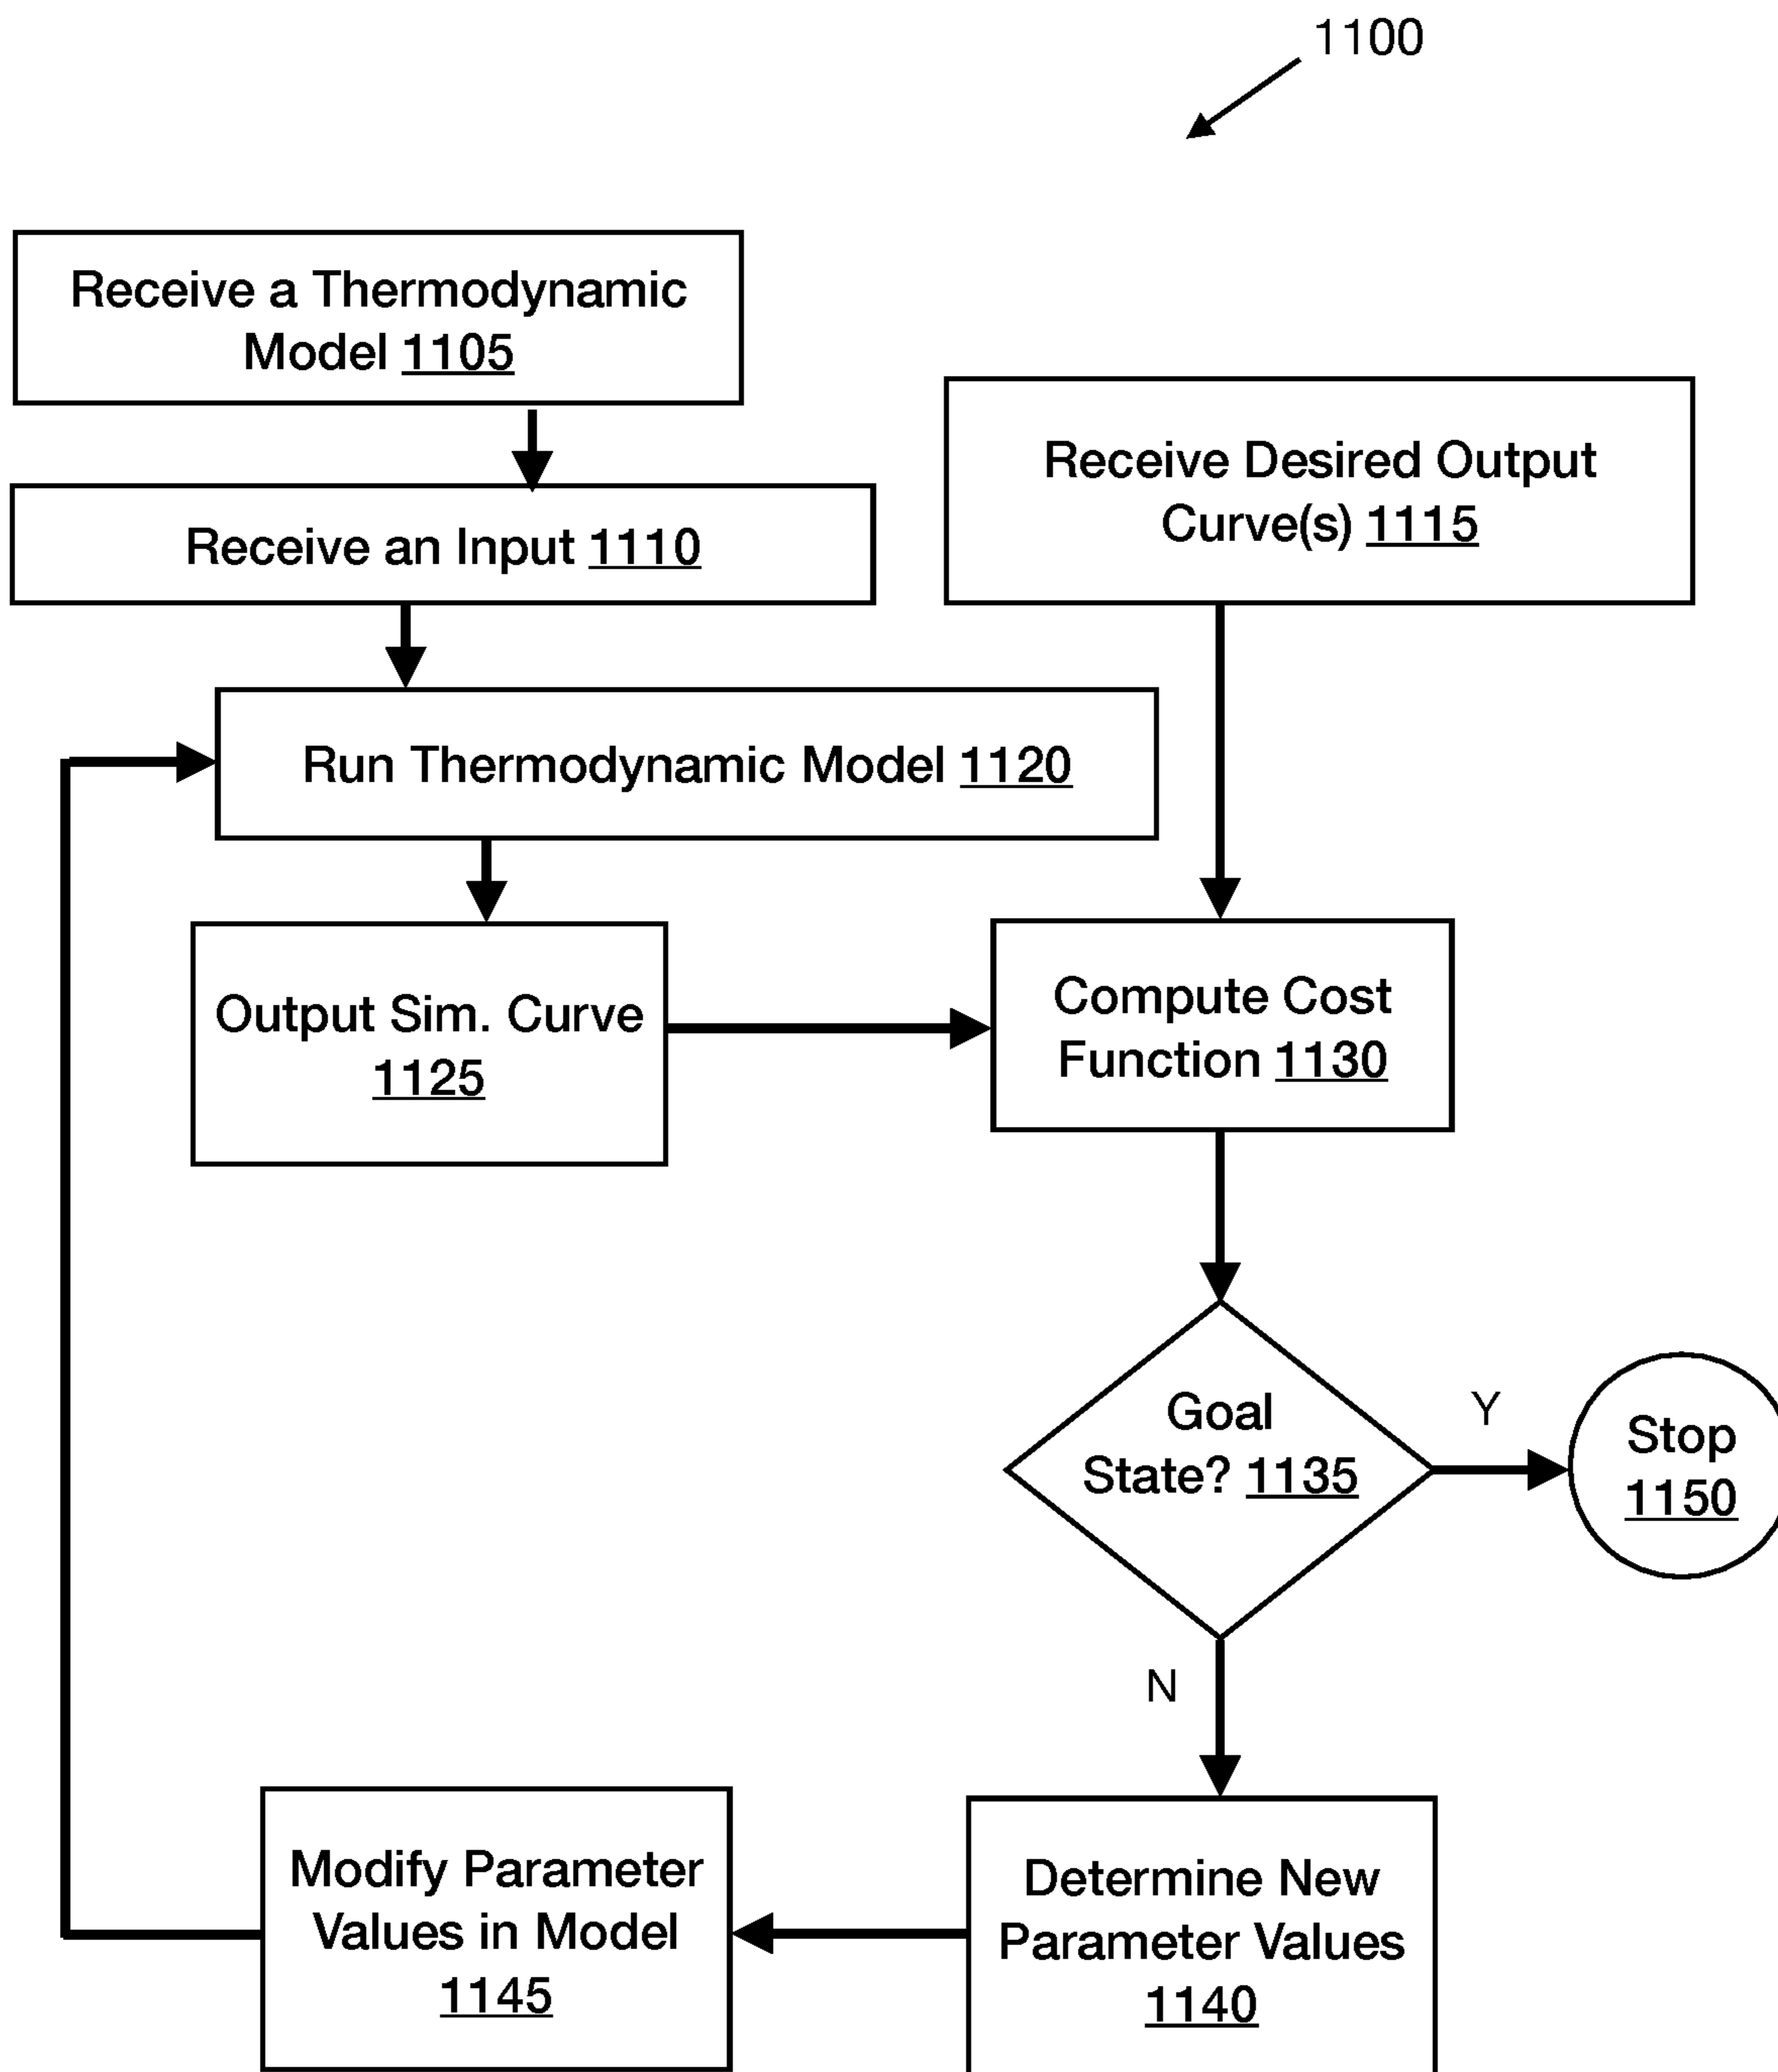 1100
Receive a Thermodynamic
Model 1105
Receive Desired Output
Curve(s) 1115
Receive an Input 1110
Run Thermodynamic Model 1120
Output Sim. Curve
1125
Compute Cost
Function 1130
Goal
State? 1135
Y
Stop
1150
N
Modify Parameter
Values in Model
1145
Determine New
Parameter Values
1140